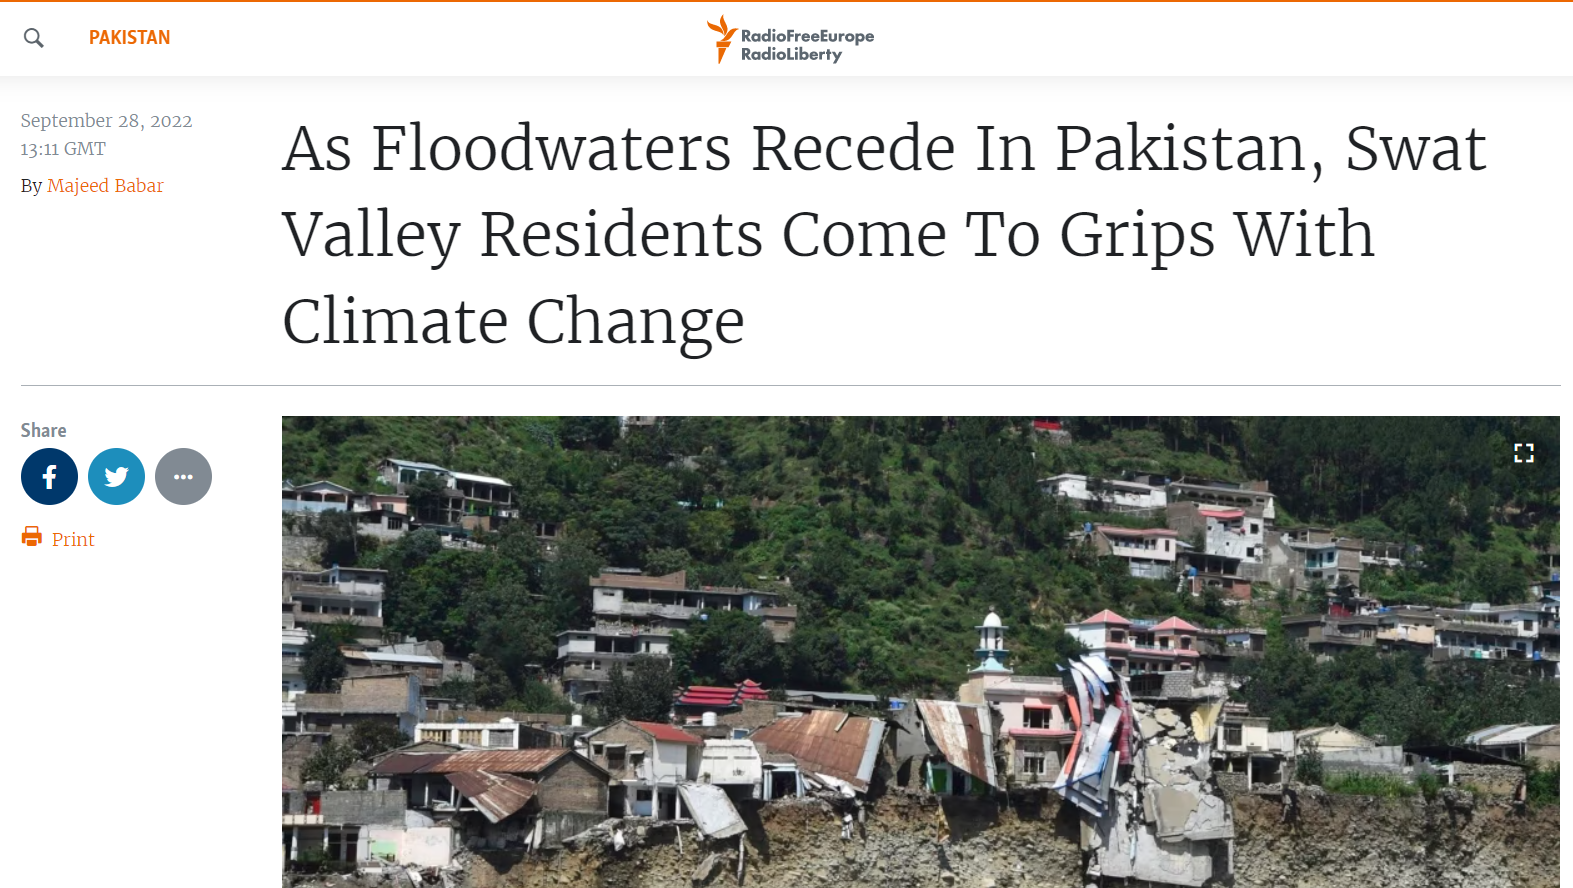 PAKISTAN
RadioFreeEurope
RadioLiberty
September 28, 2022
13:11 GMT
By Majeed Babar
As Floodwaters Recede In Pakistan, Swat
Valley Residents Come To Grips With
Climate Change
Share
Print